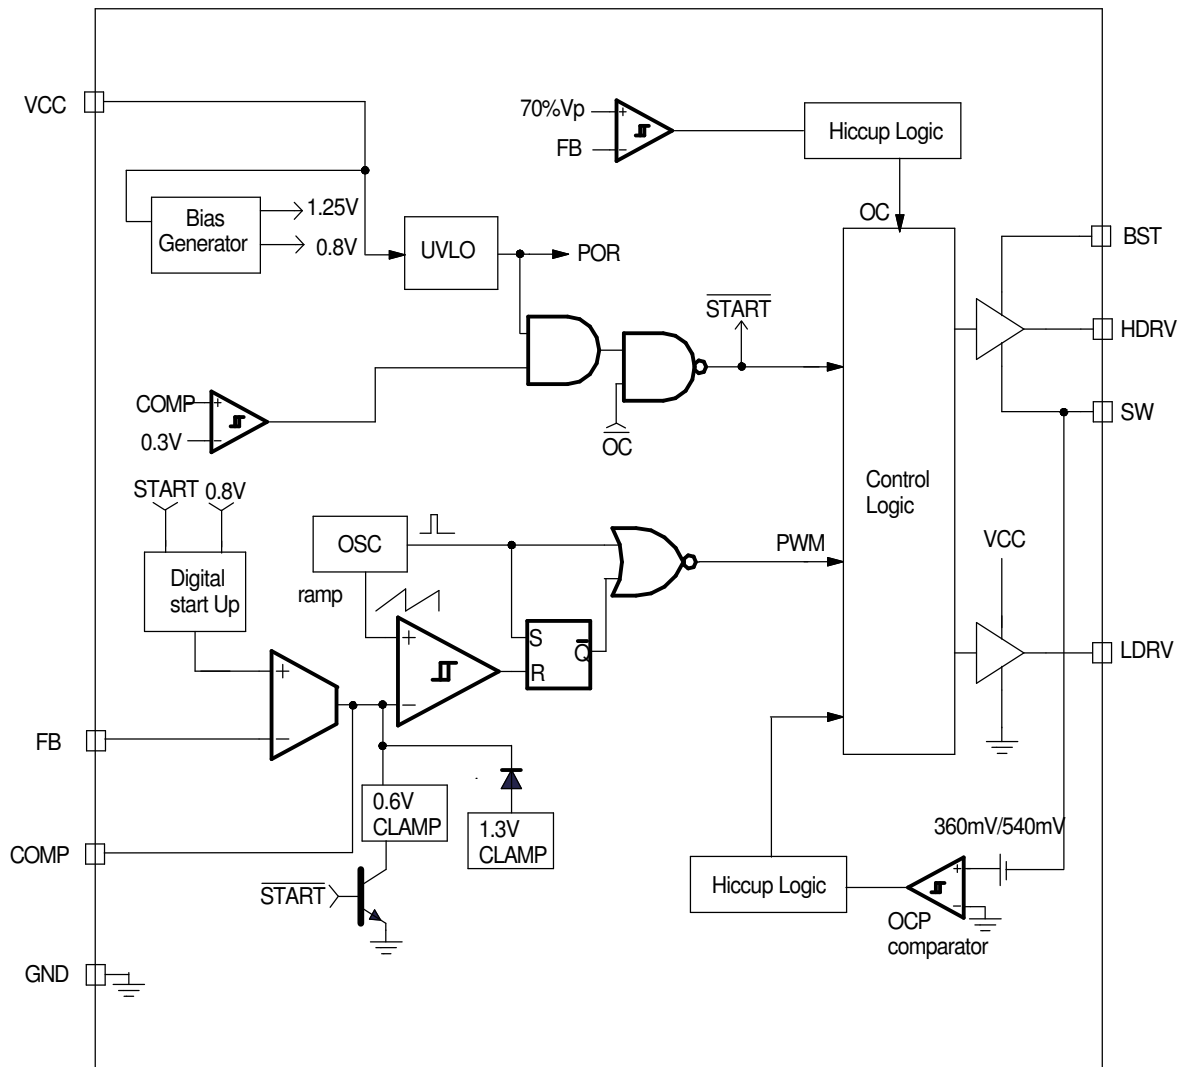 VCC
70%Vp
FB
Hiccup Logic
Bias
Generator
1.25V
0.8V
UVLO
POR
OC
BST
START
HDRV
COMP
0.3V
OC
SW
START
0.8V
Control
Logic
OSC
PWM
VCC
Digital
start Up
ramp
S
Q
R
LDRV
FB
0.6V
CLAMP
1.3V
CLAMP
360mV/540mV
COMP
START
Hiccup Logic
OCP
comparator
GND